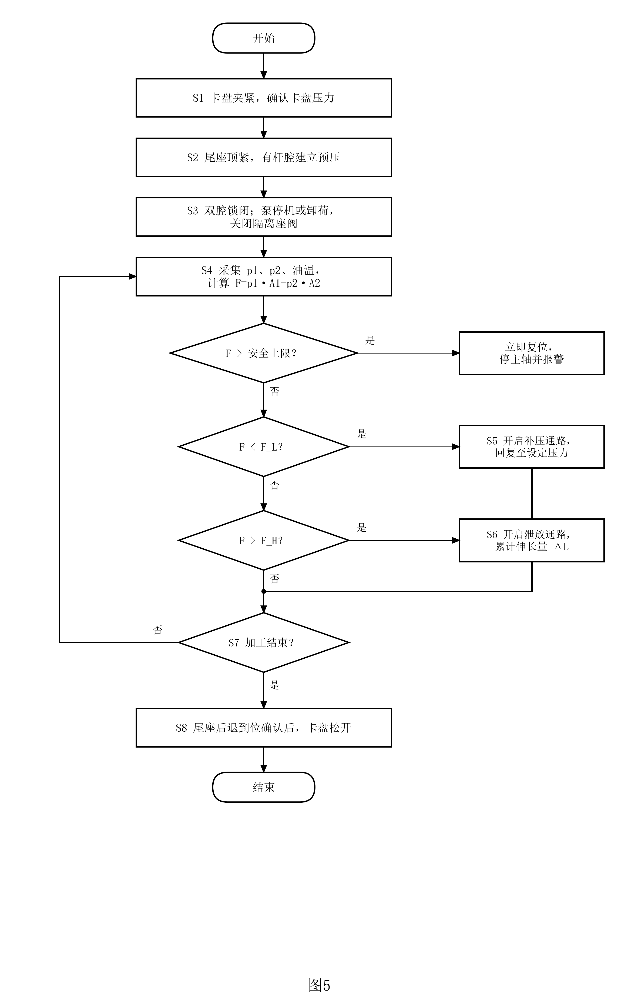 开始
S1 卡盘夹紧，确认卡盘压力
S2 尾座顶紧，有杆腔建立预压
S3 双腔锁闭；泵停机或卸荷，
关闭隔离座阀
S4 采集 p1、p2、油温，
计算 F=p1·A1-p2·A2
F > 安全上限？
是
立即复位，
停主轴并报警
否
F < F_L？
是
S5 开启补压通路，
回复至设定压力
否
F > F_H？
是
S6 开启泄放通路，
累计伸长量 ΔL
否
S7 加工结束？
否
是
S8 尾座后退到位确认后，卡盘松开
结束
图5